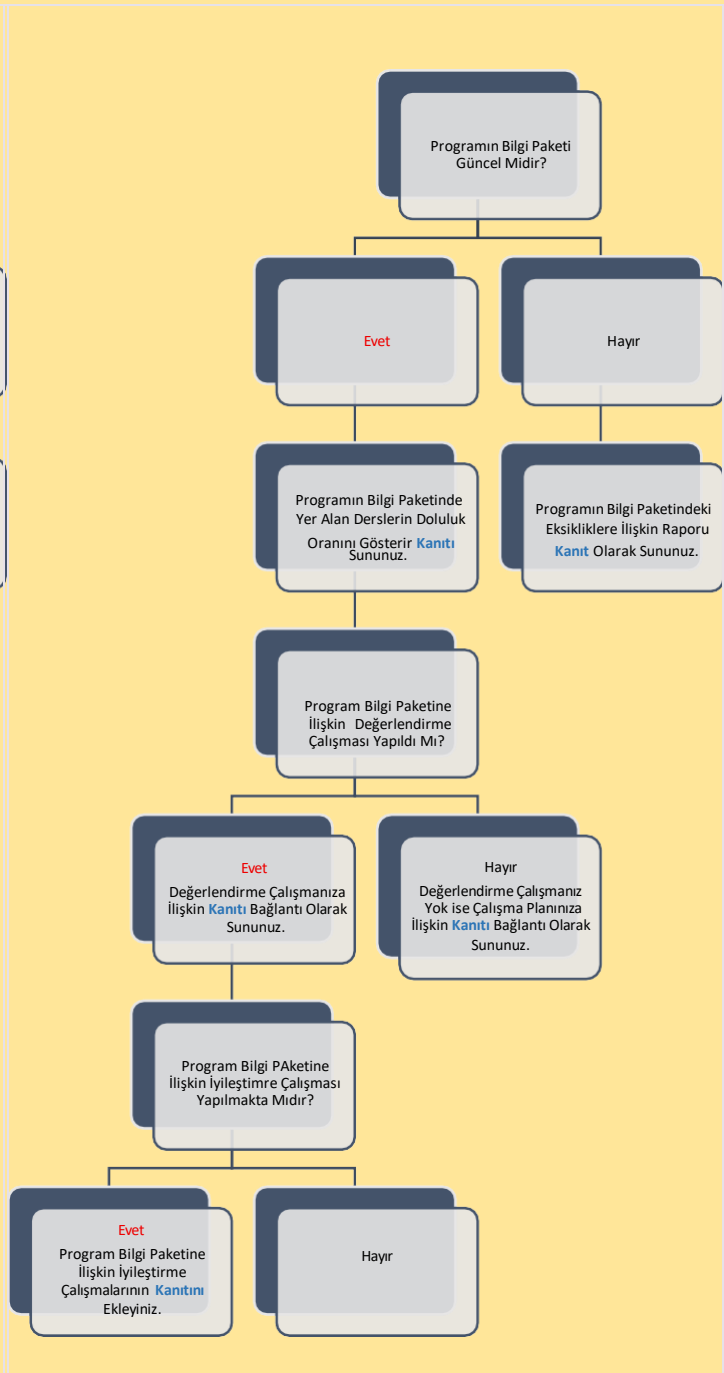 Programın Bilgi Paketi
Güncel Midir?
Evet
Hayır
Programın Bilgi Paketinde
Yer Alan Derslerin Doluluk
Oranını Gösterir Kanıtı
Sununuz.
Programın Bilgi Paketindeki
Eksikliklere İlişkin Raporu
Kanıt Olarak Sununuz.
Program Bilgi Paketine
İlişkin Değerlendirme
Çalışması Yapıldı Mı?
Evet
Değerlendirme Çalışmanıza
İlişkin Kanıtı Bağlantı Olarak
Sununuz.
Hayır
Değerlendirme Çalışmanız
Yok ise Çalışma Planınıza
İlişkin Kanıtı Bağlantı Olarak
Sununuz.
Program Bilgi PAketine
İlişkin İyileştimre Çalışması
Yapılmakta Mıdır?
Evet
Program Bilgi Paketine
İlişkin İyileştirme
Çalışmalarının Kanıtını
Ekleyiniz.
Hayır